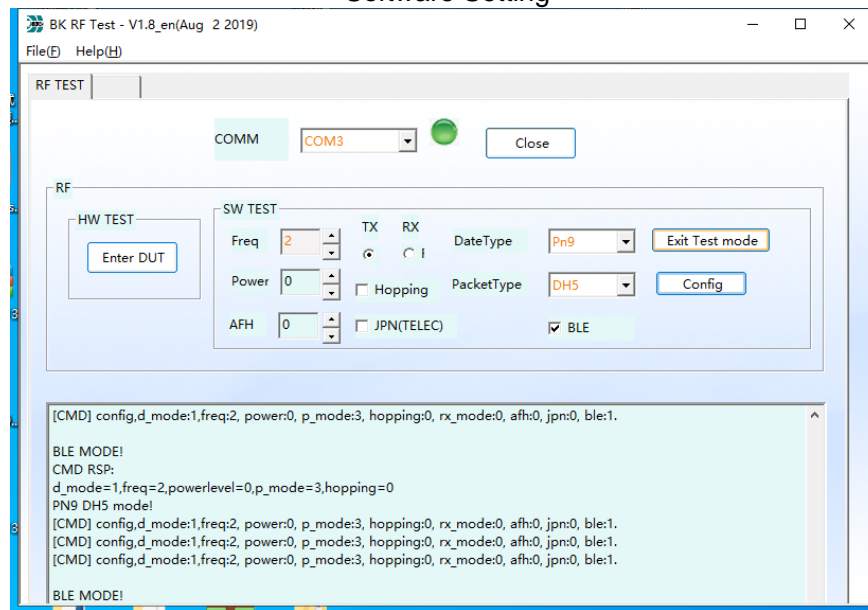 Software Setting
BK RF Test - V1.8_en(Aug 2 2019)
File(F) Help(H)
RF TEST
COMM COM3 Close
RF
HW TEST SW TEST
TX RX
Freq 2 DateType Pn9 Exit Test mode
Enter DUT
Power 0 Hopping PacketType DH5 Config
AFH 0 JPN(TELEC) BLE
[CMD] config,d_mode:1,freq:2, power:0, p_mode:3, hopping:0, rx_mode:0, afh:0, jpn:0, ble:1.
BLE MODE!
CMD RSP:
d_mode=1,freq=2,powerlevel=0,p_mode=3,hopping=0
PN9 DH5 mode!
[CMD] config,d_mode:1,freq:2, power:0, p_mode:3, hopping:0, rx_mode:0, afh:0, jpn:0, ble:1.
[CMD] config,d_mode:1,freq:2, power:0, p_mode:3, hopping:0, rx_mode:0, afh:0, jpn:0, ble:1.
[CMD] config,d_mode:1,freq:2, power:0, p_mode:3, hopping:0, rx_mode:0, afh:0, jpn:0, ble:1.
BLE MODE!